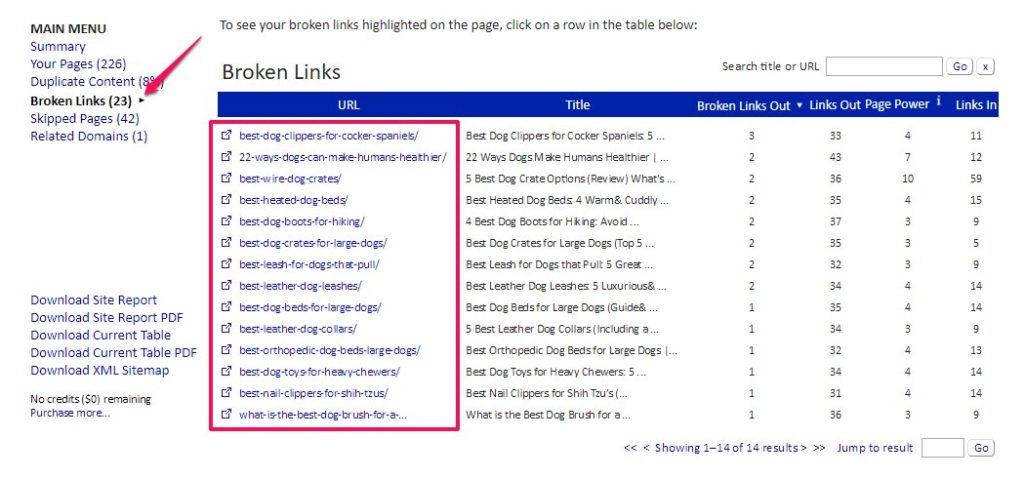 To see your broken links highlighted on the page, click on a row in the table below:
MAIN MENU
Summary
Your Pages (226)
Duplicate Content (8%)
Broken Links (23)
Skipped Pages (42)
Related Domains (1)
Download Site Report
Download Site Report PDF
Download Current Table
Download Current Table PDF
Download XML Sitemap
No credits ($0) remaining
Purchase more...
Broken Links
Search title or URL Go x
URL Title Broken Links Out ▾ Links Out Page Power i Links In
best-dog-clippers-for-cocker-spaniels/ Best Dog Clippers for Cocker Spaniels: 5 ... 3 33 4 11
22-ways-dogs-can-make-humans-healthier/ 22 Ways Dogs Make Humans Healthier | ... 2 43 7 12
best-wire-dog-crates/ 5 Best Dog Crate Options (Review) What's ... 2 36 10 59
best-heated-dog-beds/ Best Heated Dog Beds: 4 Warm& Cuddly ... 2 35 4 15
best-dog-boots-for-hiking/ 4 Best Dog Boots for Hiking: Avoid ... 2 37 3 9
best-dog-crates-for-large-dogs/ Best Dog Crates for Large Dogs (Top 5 ... 2 35 3 5
best-leash-for-dogs-that-pull/ Best Leash for Dogs that Pull: 5 Great ... 2 32 3 9
best-leather-dog-leashes/ Best Leather Dog Leashes: 5 Luxurious& ... 2 34 4 14
best-dog-beds-for-large-dogs/ Best Dog Beds for Large Dogs (Guide& ... 1 35 4 14
best-leather-dog-collars/ 5 Best Leather Dog Collars (Including a ... 1 34 3 9
best-orthopedic-dog-beds-large-dogs/ Best Orthopedic Dog Beds for Large Dogs |... 1 32 4 13
best-dog-toys-for-heavy-chewers/ Best Dog Toys for Heavy Chewers: 5 ... 1 34 4 14
best-nail-clippers-for-shih-tzus/ Best Nail Clippers for Shih Tzu's (... 1 31 4 14
what-is-the-best-dog-brush-for-a-... What is the Best Dog Brush for a ... 1 36 3 9
<< < Showing 1–14 of 14 results > >> Jump to result Go